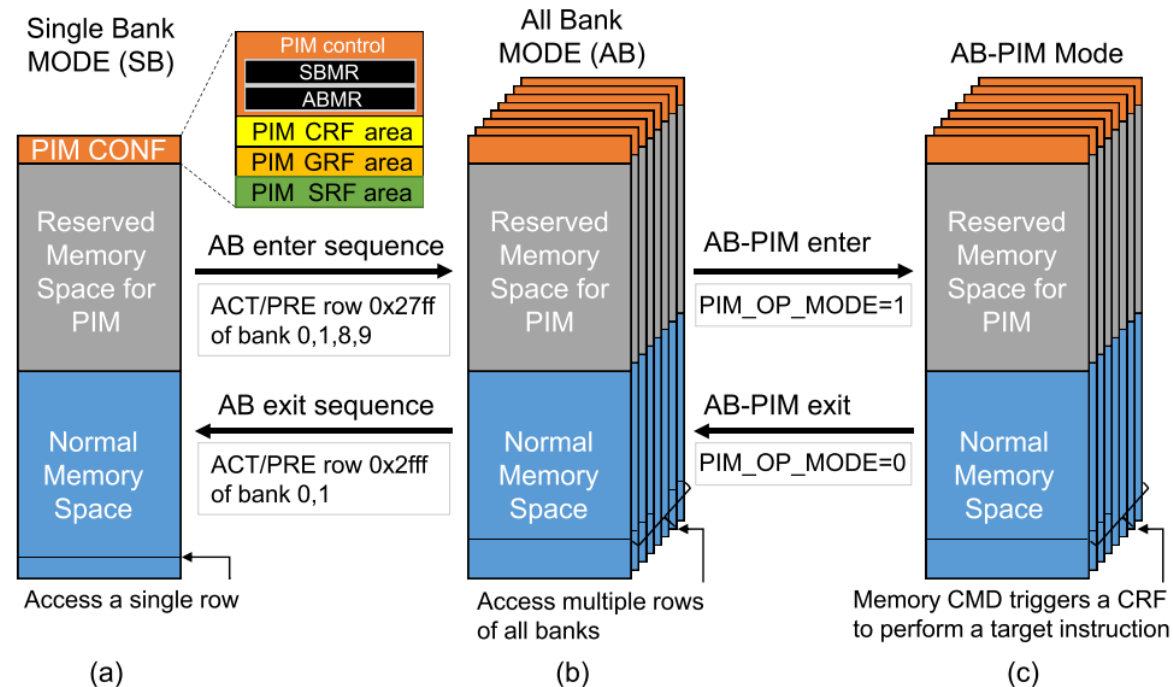 Single Bank
MODE (SB)
PIM control
SBMR
ABMR
PIM CRF area
PIM GRF area
PIM SRF area
All Bank
MODE (AB)
AB-PIM Mode
PIM CONF
Reserved
Memory
Space for
PIM
Normal
Memory
Space
Access a single row
(a)
AB enter sequence
ACT/PRE row 0x27ff
of bank 0,1,8,9
AB exit sequence
ACT/PRE row 0x2fff
of bank 0,1
Reserved
Memory
Space for
PIM
Normal
Memory
Space
Access multiple rows
of all banks
(b)
AB-PIM enter
PIM_OP_MODE=1
AB-PIM exit
PIM_OP_MODE=0
Reserved
Memory
Space for
PIM
Normal
Memory
Space
Memory CMD triggers a CRF
to perform a target instruction
(c)